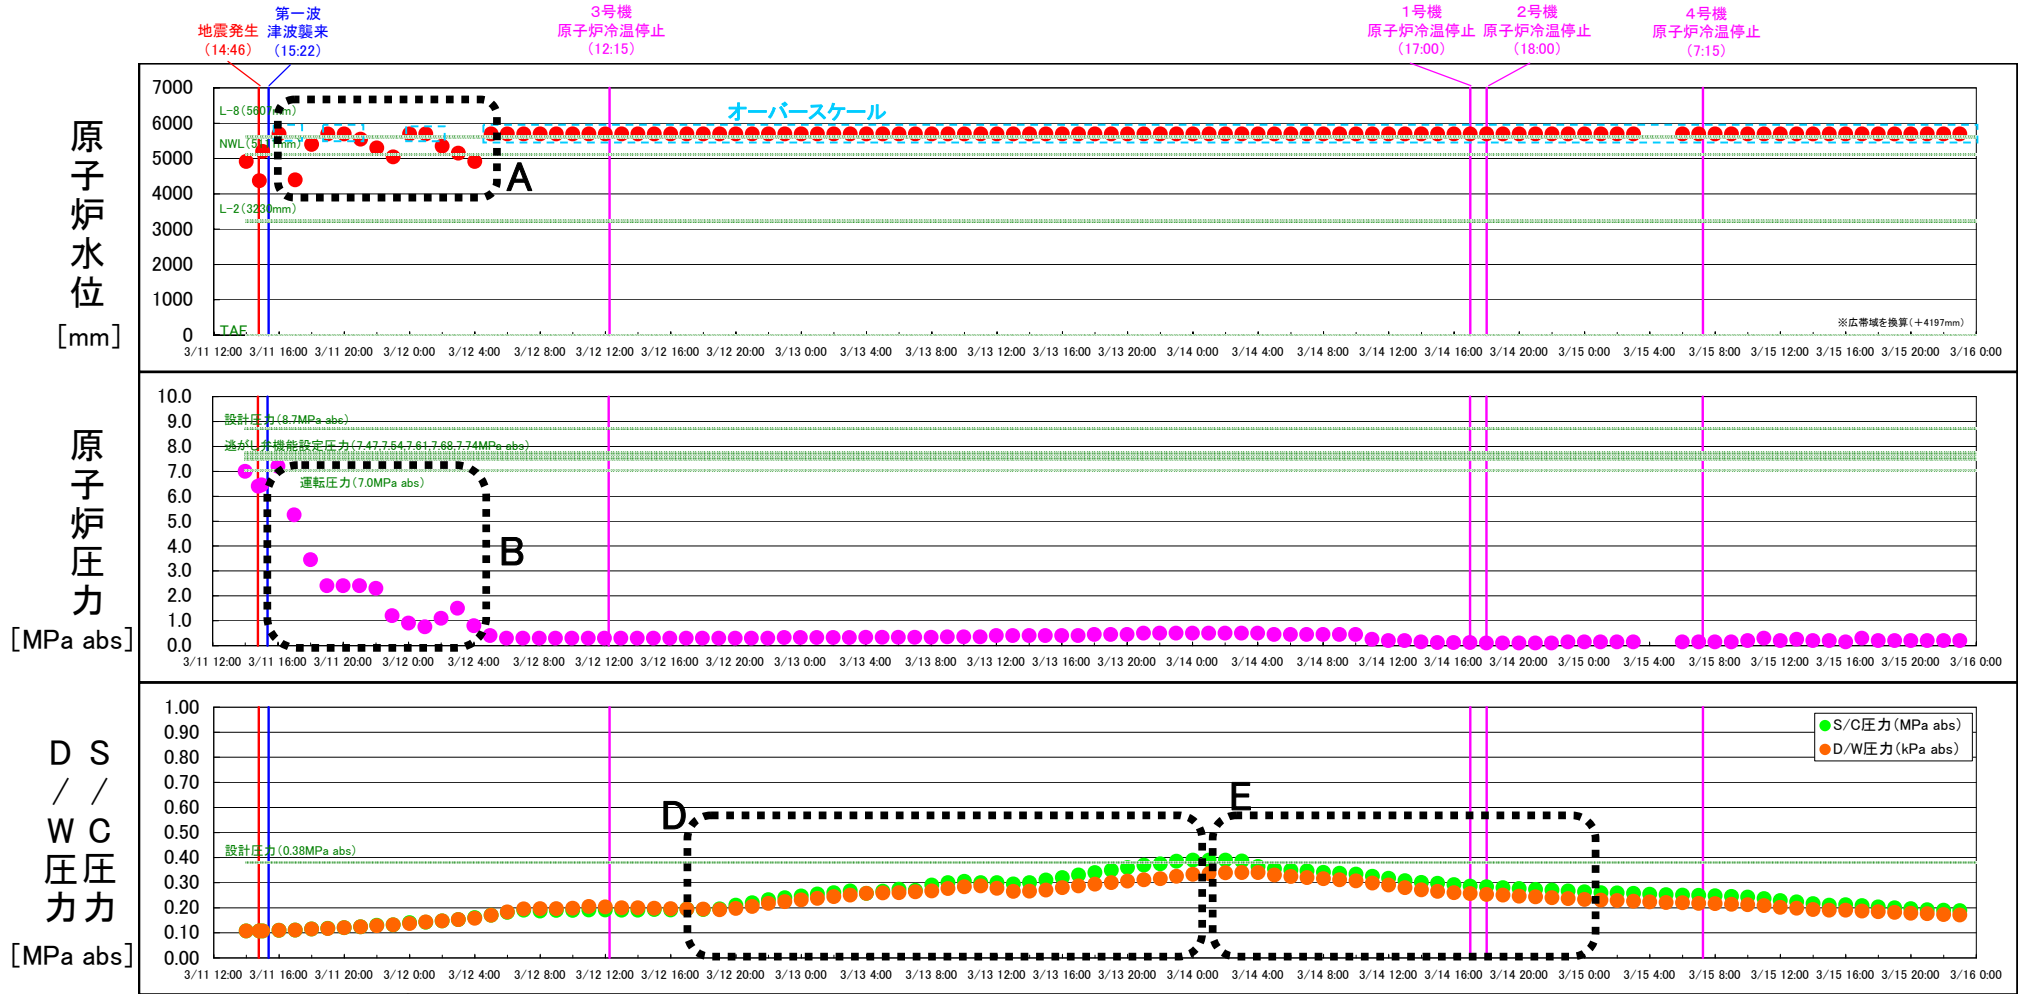 地震発生
(14:46)
第一波
津波襲来
(15:22)
3号機
原子炉冷温停止
(12:15)
1号機
原子炉冷温停止
(17:00)
2号機
原子炉冷温停止
(18:00)
4号機
原子炉冷温停止
(7:15)
原子炉水位
[mm]
7000
6000
5000
4000
3000
2000
1000
0
L-8(5607mm)
NWL(5117mm)
L-2(3230mm)
TAF
オーバースケール
A
※広帯域を換算(+4197mm)
3/11 12:00 3/11 16:00 3/11 20:00 3/12 0:00 3/12 4:00 3/12 8:00 3/12 12:00 3/12 16:00 3/12 20:00 3/13 0:00 3/13 4:00 3/13 8:00 3/13 12:00 3/13 16:00 3/13 20:00 3/14 0:00 3/14 4:00 3/14 8:00 3/14 12:00 3/14 16:00 3/14 20:00 3/15 0:00 3/15 4:00 3/15 8:00 3/15 12:00 3/15 16:00 3/15 20:00 3/16 0:00
原子炉圧力
[MPa abs]
10.0
9.0
8.0
7.0
6.0
5.0
4.0
3.0
2.0
1.0
0.0
設計圧力(8.7MPa abs)
逃がし弁機能設定圧力(7.47,7.54,7.61,7.68,7.74MPa abs)
運転圧力(7.0MPa abs)
B
3/11 12:00 3/11 16:00 3/11 20:00 3/12 0:00 3/12 4:00 3/12 8:00 3/12 12:00 3/12 16:00 3/12 20:00 3/13 0:00 3/13 4:00 3/13 8:00 3/13 12:00 3/13 16:00 3/13 20:00 3/14 0:00 3/14 4:00 3/14 8:00 3/14 12:00 3/14 16:00 3/14 20:00 3/15 0:00 3/15 4:00 3/15 8:00 3/15 12:00 3/15 16:00 3/15 20:00 3/16 0:00
D/W圧力
S/C圧力
[MPa abs]
1.00
0.90
0.80
0.70
0.60
0.50
0.40
0.30
0.20
0.10
0.00
設計圧力(0.38MPa abs)
D
E
S/C圧力(MPa abs)
D/W圧力(kPa abs)
3/11 12:00 3/11 16:00 3/11 20:00 3/12 0:00 3/12 4:00 3/12 8:00 3/12 12:00 3/12 16:00 3/12 20:00 3/13 0:00 3/13 4:00 3/13 8:00 3/13 12:00 3/13 16:00 3/13 20:00 3/14 0:00 3/14 4:00 3/14 8:00 3/14 12:00 3/14 16:00 3/14 20:00 3/15 0:00 3/15 4:00 3/15 8:00 3/15 12:00 3/15 16:00 3/15 20:00 3/16 0:00